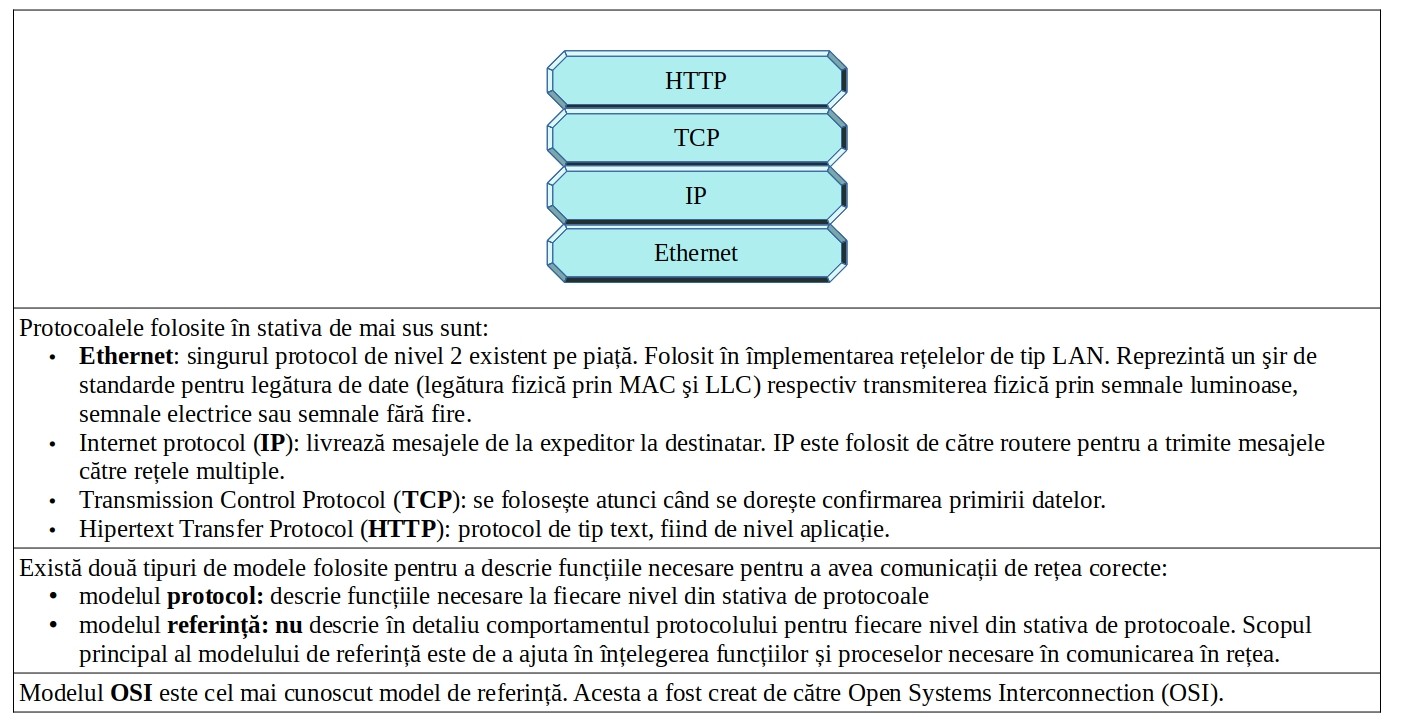 HTTP
TCP
IP
Ethernet
Protocoalele folosite în stativa de mai sus sunt:
• Ethernet: singurul protocol de nivel 2 existent pe piață. Folosit în împlementarea rețelelor de tip LAN. Reprezintă un şir de
standarde pentru legătura de date (legătura fizică prin MAC şi LLC) respectiv transmiterea fizică prin semnale luminoase,
semnale electrice sau semnale fără fire.
• Internet protocol (IP): livrează mesajele de la expeditor la destinatar. IP este folosit de către routere pentru a trimite mesajele
către rețele multiple.
• Transmission Control Protocol (TCP): se folosește atunci când se dorește confirmarea primirii datelor.
• Hipertext Transfer Protocol (HTTP): protocol de tip text, fiind de nivel aplicație.
Există două tipuri de modele folosite pentru a descrie funcțiile necesare pentru a avea comunicații de rețea corecte:
• modelul protocol: descrie funcțiile necesare la fiecare nivel din stativa de protocoale
• modelul referință: nu descrie în detaliu comportamentul protocolului pentru fiecare nivel din stativa de protocoale. Scopul
principal al modelului de referință este de a ajuta în înțelegerea funcțiilor și proceselor necesare în comunicarea în rețea.
Modelul OSI este cel mai cunoscut model de referință. Acesta a fost creat de către Open Systems Interconnection (OSI).